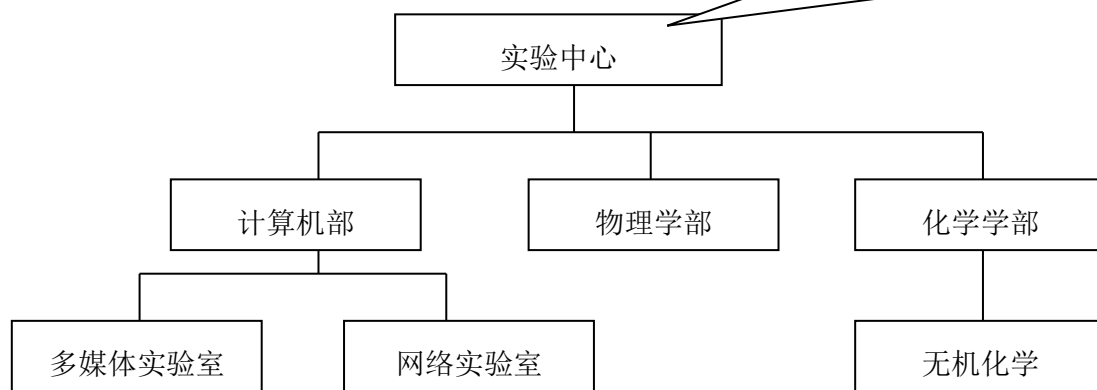 实验中心
计算机部
物理学部
化学学部
多媒体实验室
网络实验室
无机化学